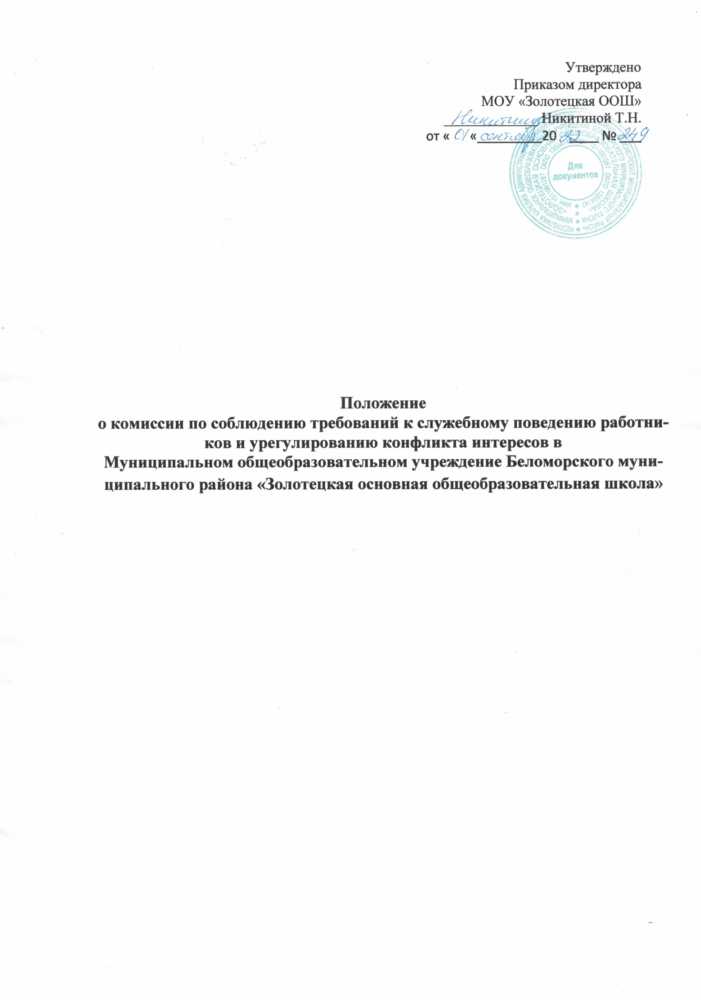 Утверждено
Приказом директора
МОУ «Золотецкая ООШ»
Никитина Никитиной Т.Н.
от « 01 « сентября 20 22 № 249
Для
документов
Положение
о комиссии по соблюдению требований к служебному поведению работни-
ков и урегулированию конфликта интересов в
Муниципальном общеобразовательном учреждение Беломорского муни-
ципального района «Золотецкая основная общеобразовательная школа»